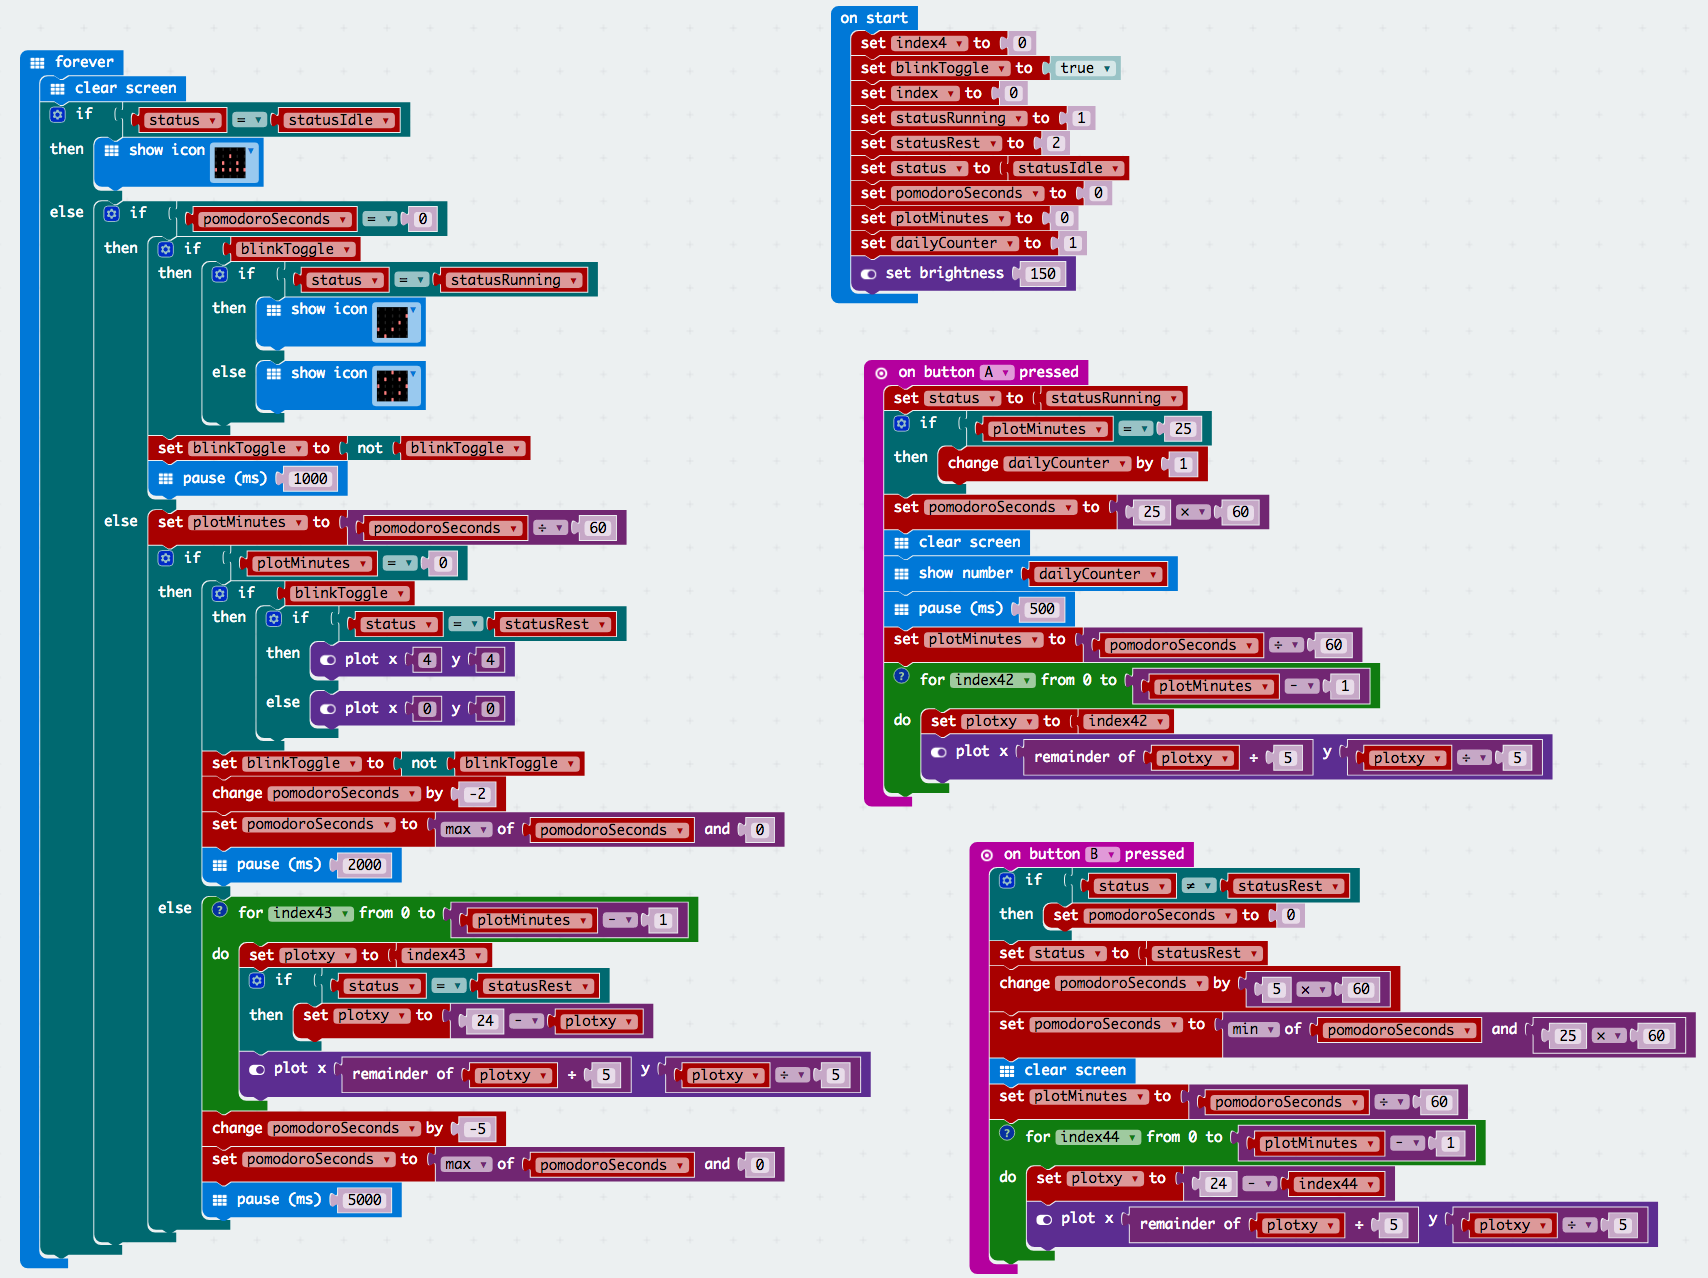 forever
clear screen
if status = statusIdle
then show icon
else if pomodoroSeconds = 0
then if blinkToggle
then if status = statusRunning
then show icon
else show icon
set blinkToggle to not blinkToggle
pause (ms) 1000
else set plotMinutes to pomodoroSeconds ÷ 60
if plotMinutes = 0
then if blinkToggle
then if status = statusRest
then plot x 4 y 4
else plot x 0 y 0
set blinkToggle to not blinkToggle
change pomodoroSeconds by -2
set pomodoroSeconds to max of pomodoroSeconds and 0
pause (ms) 2000
else for index43 from 0 to plotMinutes - 1
do set plotxy to index43
if status = statusRest
then set plotxy to 24 - plotxy
plot x remainder of plotxy ÷ 5 y plotxy ÷ 5
change pomodoroSeconds by -5
set pomodoroSeconds to max of pomodoroSeconds and 0
pause (ms) 5000
on start
set index4 to 0
set blinkToggle to true
set index to 0
set statusRunning to 1
set statusRest to 2
set status to statusIdle
set pomodoroSeconds to 0
set plotMinutes to 0
set dailyCounter to 1
set brightness 150
on button A pressed
set status to statusRunning
if plotMinutes = 25
then change dailyCounter by 1
set pomodoroSeconds to 25 × 60
clear screen
show number dailyCounter
pause (ms) 500
set plotMinutes to pomodoroSeconds ÷ 60
for index42 from 0 to plotMinutes - 1
do set plotxy to index42
plot x remainder of plotxy ÷ 5 y plotxy ÷ 5
on button B pressed
if status ≠ statusRest
then set pomodoroSeconds to 0
set status to statusRest
change pomodoroSeconds by 5 × 60
set pomodoroSeconds to min of pomodoroSeconds and 25 × 60
clear screen
set plotMinutes to pomodoroSeconds ÷ 60
for index44 from 0 to plotMinutes - 1
do set plotxy to 24 - index44
plot x remainder of plotxy ÷ 5 y plotxy ÷ 5